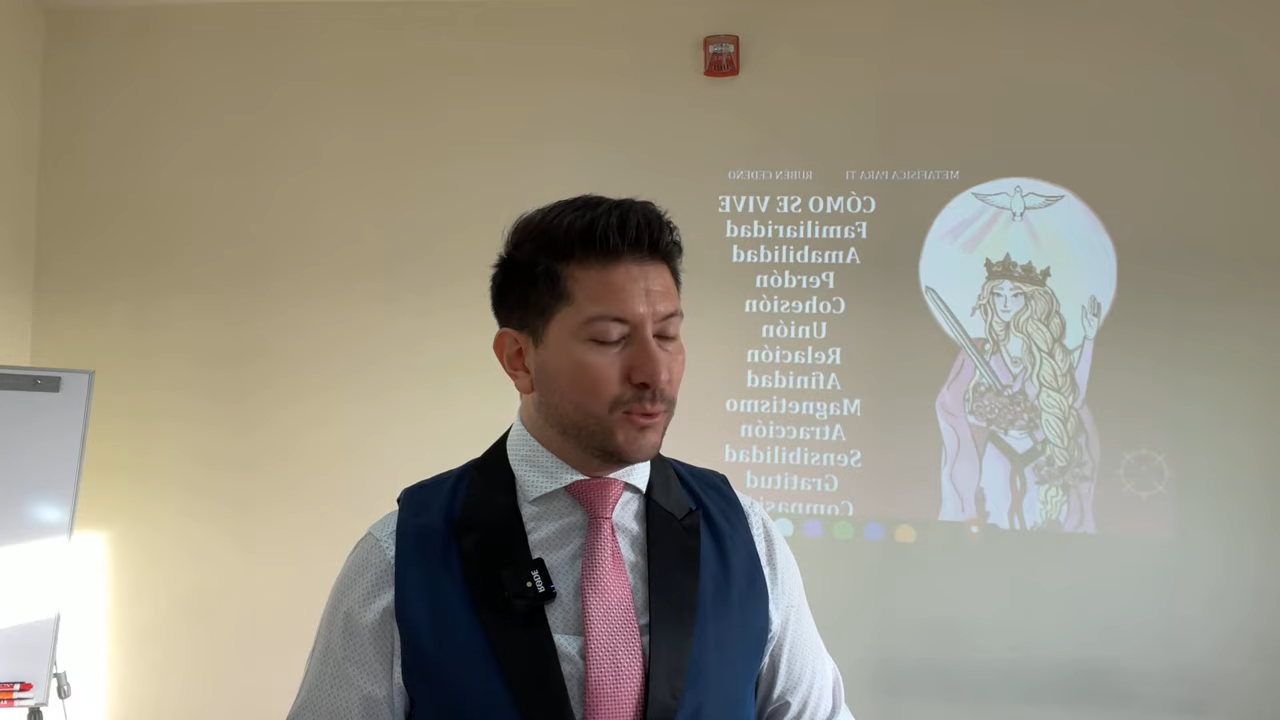 METAFÍSICA PARA TI
RUBÉN CEDEÑO
CÓMO SE VIVE
Familiaridad
Amabilidad
Perdón
Cohesión
Unión
Relación
Afinidad
Magnetismo
Atracción
Sensibilidad
Gratitud
RØDE